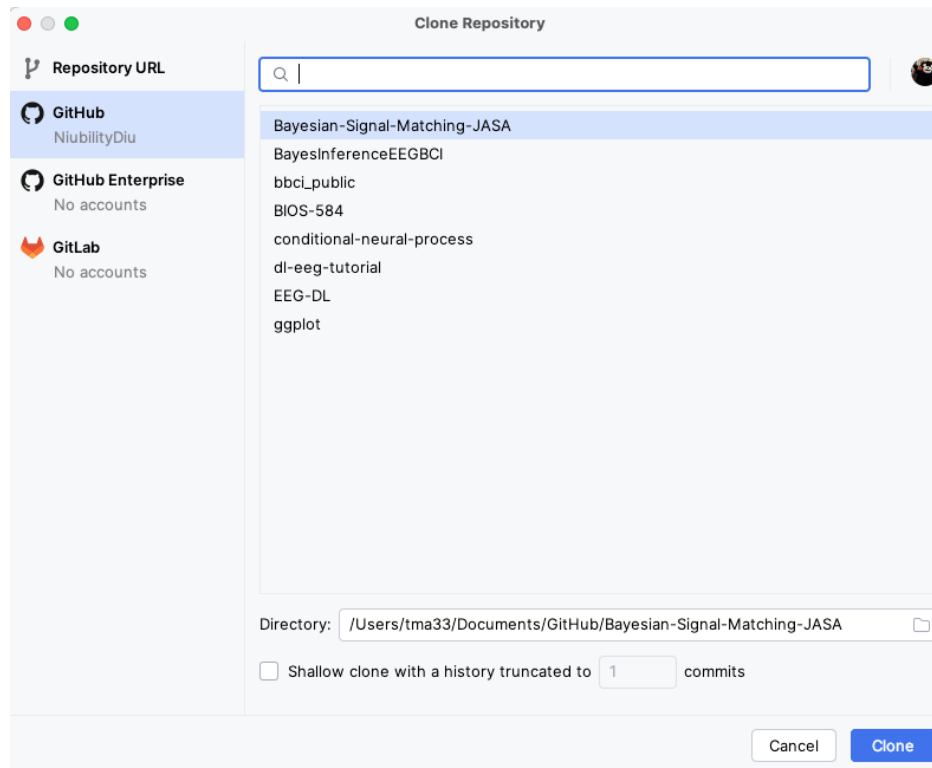 Clone Repository
Repository URL
GitHub
NiubilityDiu
GitHub Enterprise
No accounts
GitLab
No accounts
Bayesian-Signal-Matching-JASA
BayesInferenceEEGBCI
bbci_public
BIOS-584
conditional-neural-process
dl-eeg-tutorial
EEG-DL
ggplot
Directory: /Users/tma33/Documents/GitHub/Bayesian-Signal-Matching-JASA
Shallow clone with a history truncated to 1 commits
Cancel Clone